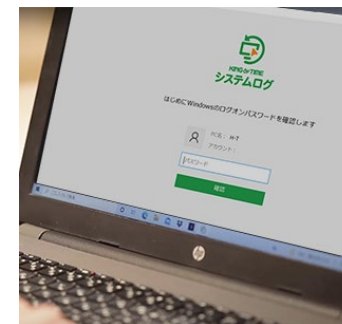 KING OF TIME
システムログ
はじめにWindowsのログオンパスワードを確認します
PC名：
アカウント：
パスワード
確認
hp